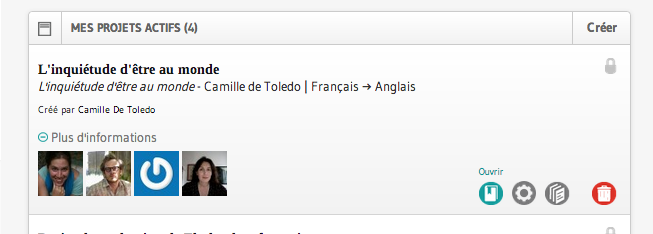 MES PROJETS ACTIFS (4)
Créer
L'inquiétude d'être au monde
L'inquiétude d'être au monde - Camille de Toledo | Français → Anglais
Créé par Camille De Toledo
Plus d'informations
Ouvrir